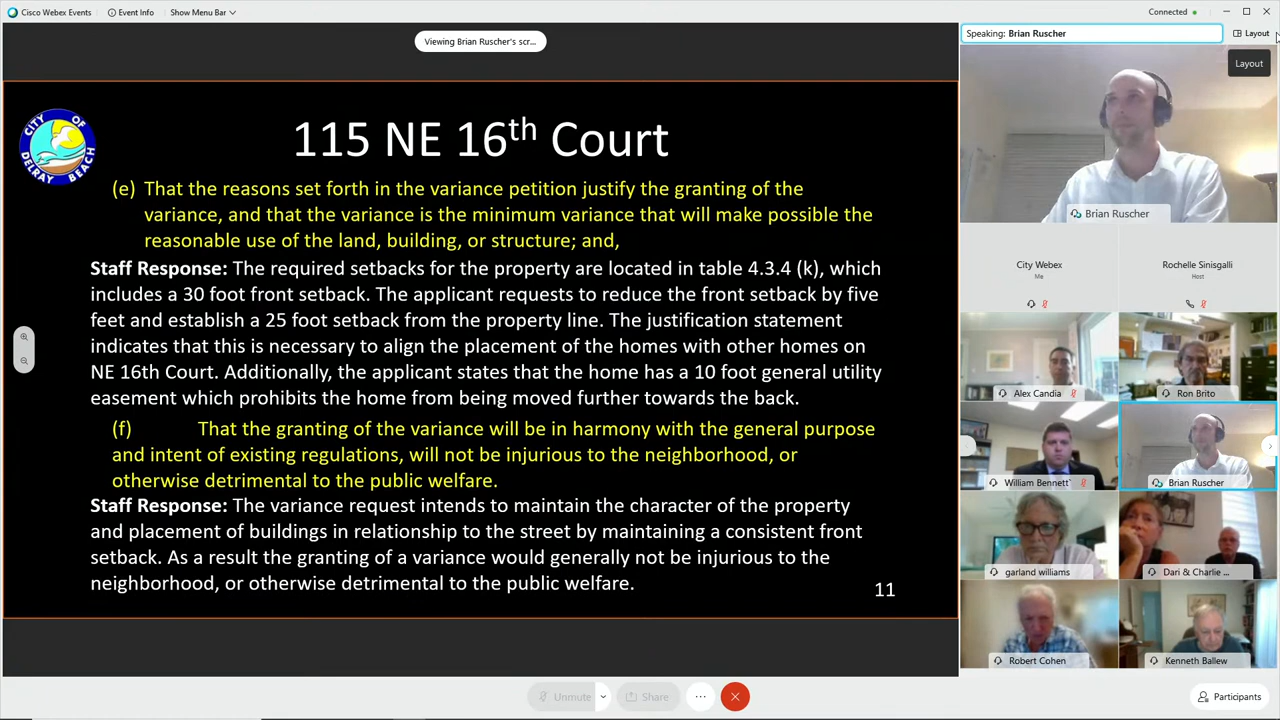 Cisco Webex Events
Event Info
Show Menu Bar
Connected
Viewing Brian Ruscher's scr...
Speaking: Brian Ruscher
Layout
Layout
CITY OF
DELRAY BEACH
115 NE 16th Court
(e) That the reasons set forth in the variance petition justify the granting of the
variance, and that the variance is the minimum variance that will make possible the
reasonable use of the land, building, or structure; and,
Staff Response: The required setbacks for the property are located in table 4.3.4 (k), which
includes a 30 foot front setback. The applicant requests to reduce the front setback by five
feet and establish a 25 foot setback from the property line. The justification statement
indicates that this is necessary to align the placement of the homes with other homes on
NE 16th Court. Additionally, the applicant states that the home has a 10 foot general utility
easement which prohibits the home from being moved further towards the back.
(f) That the granting of the variance will be in harmony with the general purpose
and intent of existing regulations, will not be injurious to the neighborhood, or
otherwise detrimental to the public welfare.
Staff Response: The variance request intends to maintain the character of the property
and placement of buildings in relationship to the street by maintaining a consistent front
setback. As a result the granting of a variance would generally not be injurious to the
neighborhood, or otherwise detrimental to the public welfare.
11
Brian Ruscher
City Webex
Me
Rochelle Sinisgalli
Host
Alex Candia
Ron Brito
William Bennett`
Brian Ruscher
garland williams
Dari & Charlie ...
Robert Cohen
Kenneth Ballew
Unmute
Share
Participants